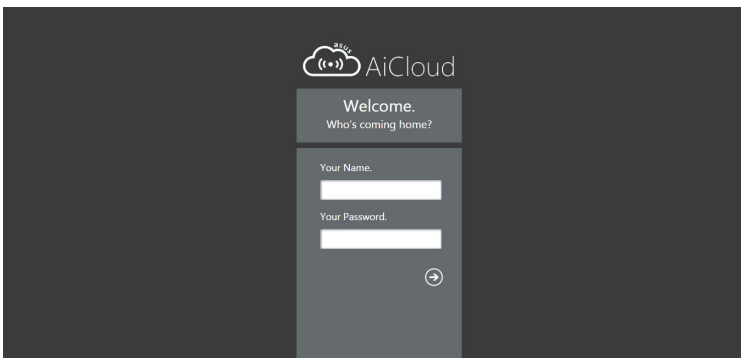 asus
AiCloud
Welcome.
Who's coming home?
Your Name.
Your Password.